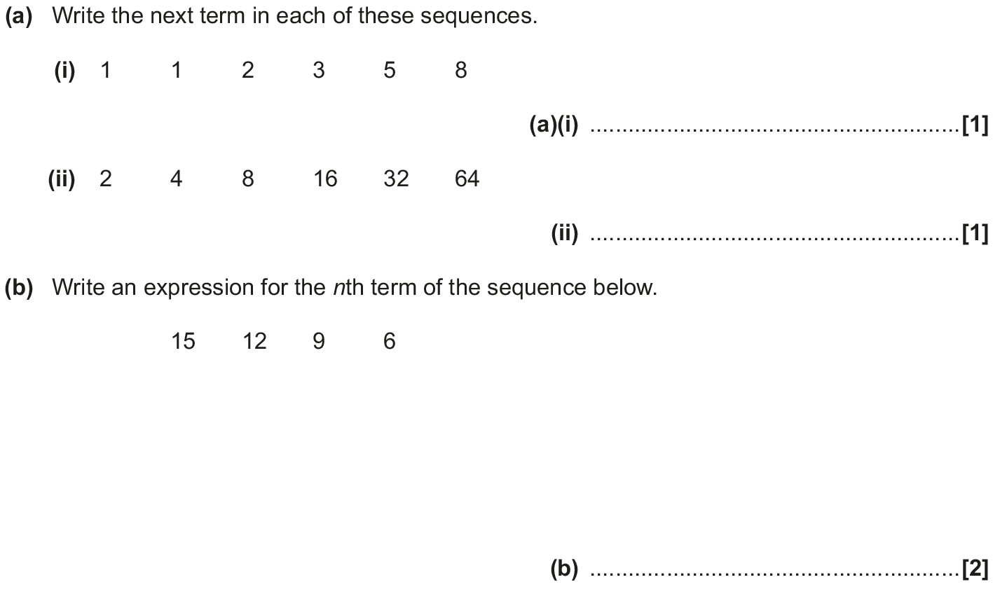 (a) Write the next term in each of these sequences.
(i) 1 1 2 3 5 8
(a)(i) ......................................................... [1]
(ii) 2 4 8 16 32 64
(ii) ......................................................... [1]
(b) Write an expression for the nth term of the sequence below.
15 12 9 6
(b) ......................................................... [2]